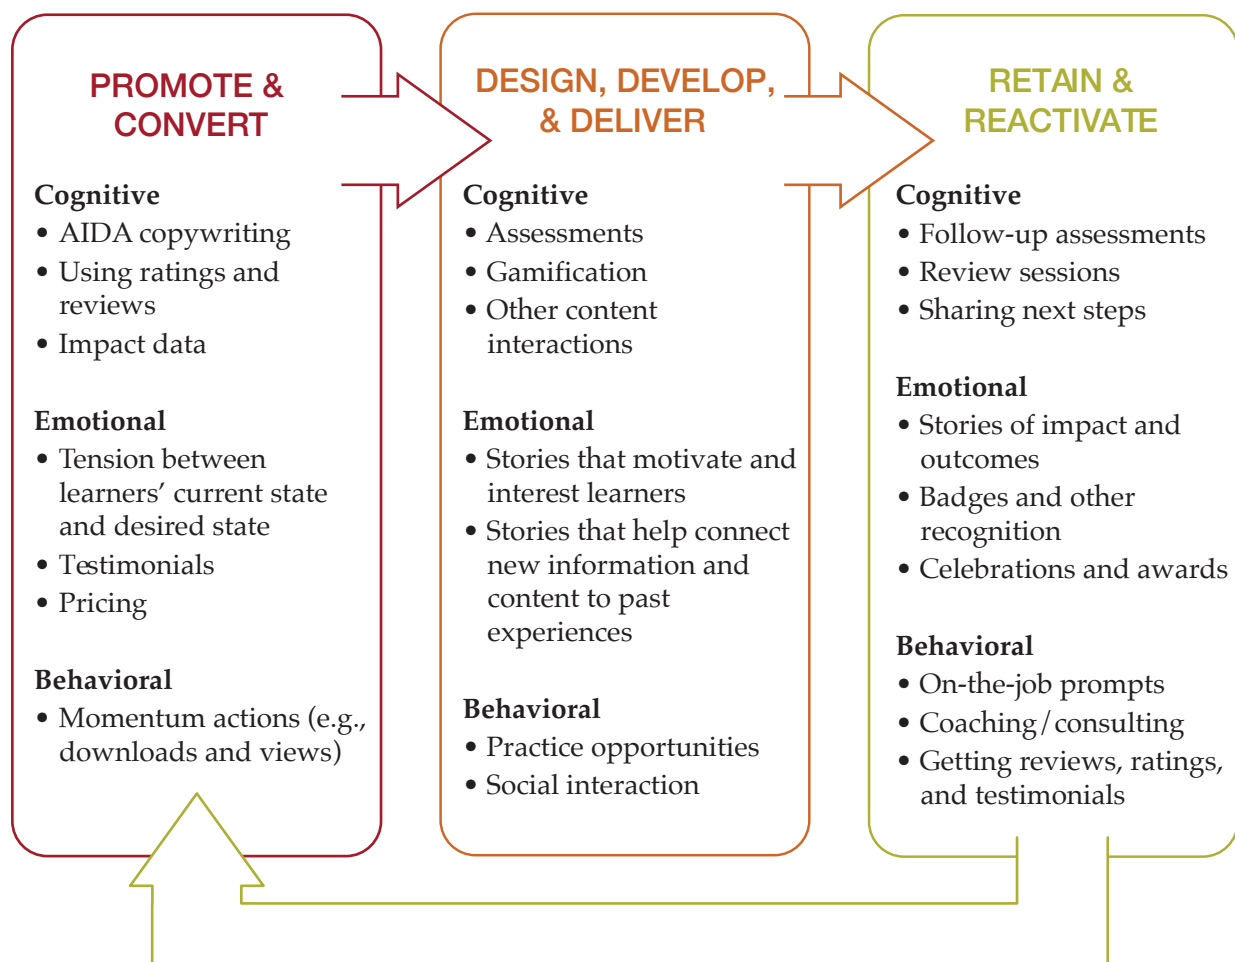 PROMOTE &
CONVERT
Cognitive
• AIDA copywriting
• Using ratings and
reviews
• Impact data
Emotional
• Tension between
learners’ current state
and desired state
• Testimonials
• Pricing
Behavioral
• Momentum actions (e.g.,
downloads and views)
DESIGN, DEVELOP,
& DELIVER
Cognitive
• Assessments
• Gamification
• Other content
interactions
Emotional
• Stories that motivate and
interest learners
• Stories that help connect
new information and
content to past
experiences
Behavioral
• Practice opportunities
• Social interaction
RETAIN &
REACTIVATE
Cognitive
• Follow-up assessments
• Review sessions
• Sharing next steps
Emotional
• Stories of impact and
outcomes
• Badges and other
recognition
• Celebrations and awards
Behavioral
• On-the-job prompts
• Coaching/consulting
• Getting reviews, ratings,
and testimonials